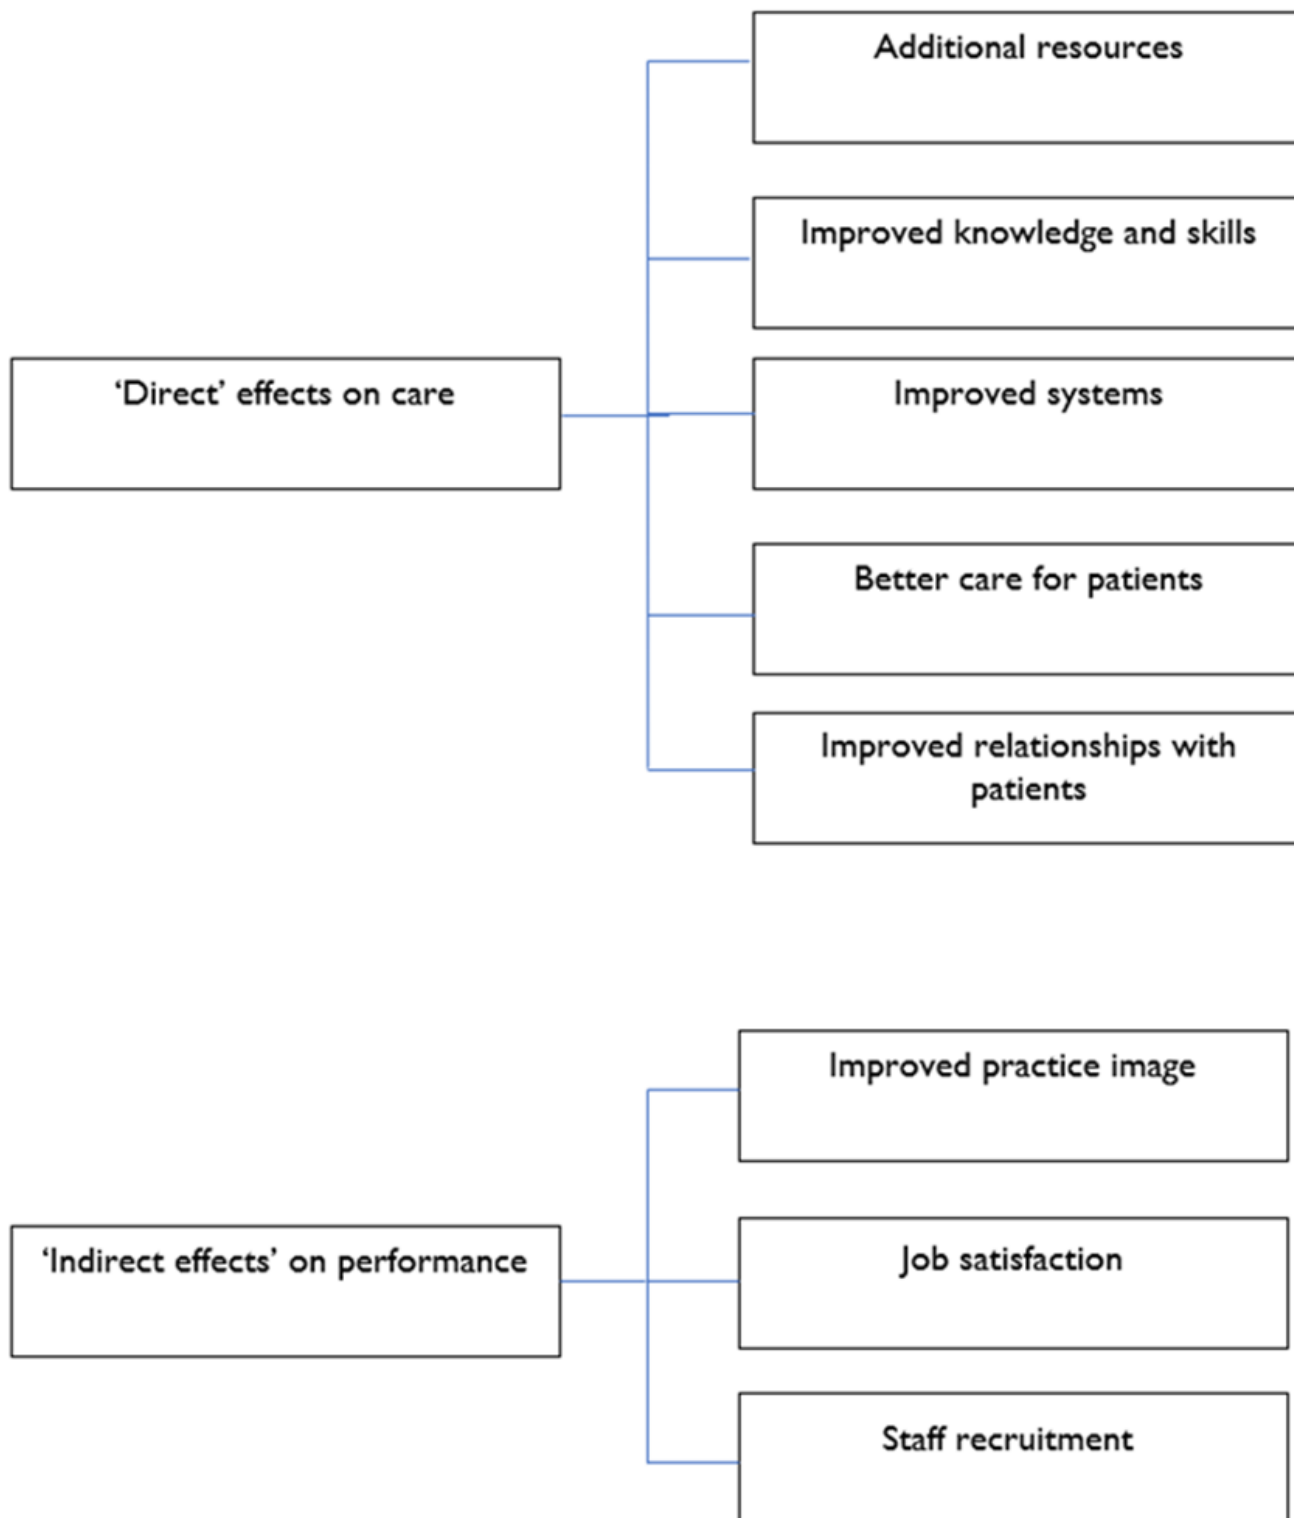 Additional resources
Improved knowledge and skills
‘Direct’ effects on care
Improved systems
Better care for patients
Improved relationships with
patients
Improved practice image
‘Indirect effects’ on performance
Job satisfaction
Staff recruitment